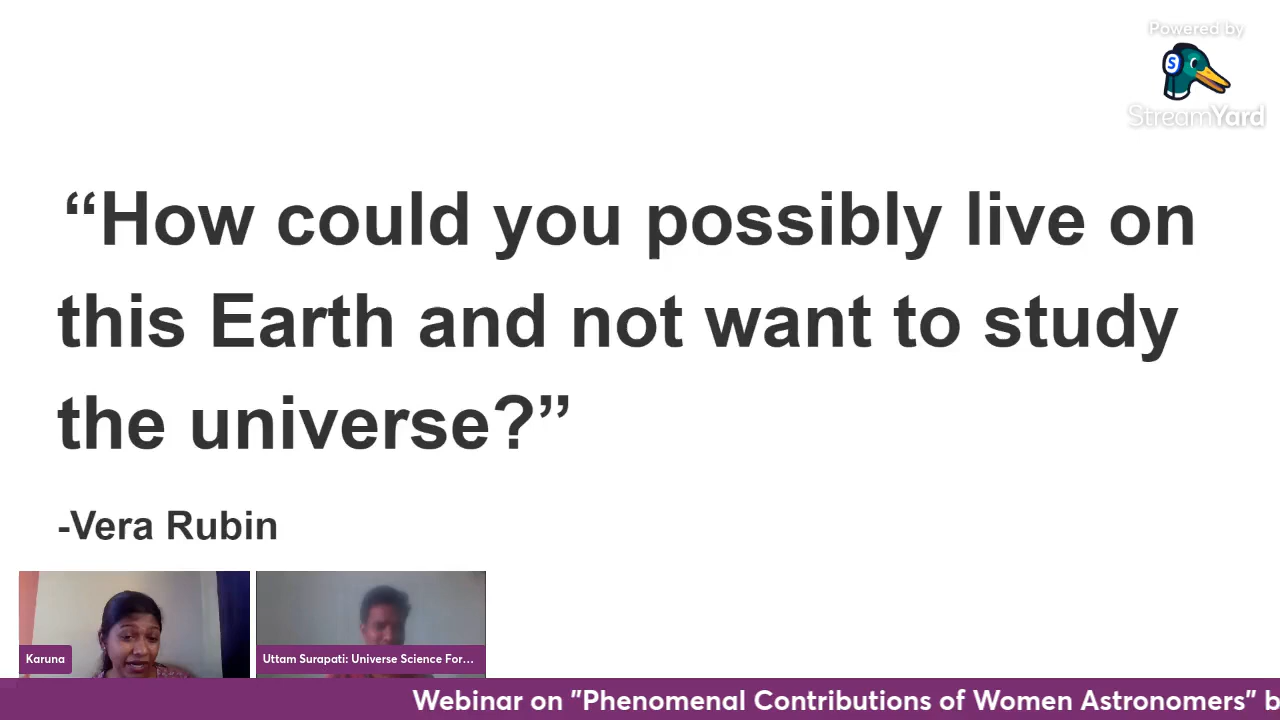 Powered by
StreamYard
“How could you possibly live on
this Earth and not want to study
the universe?”
-Vera Rubin
Karuna
Uttam Surapati: Universe Science For...
Webinar on "Phenomenal Contributions of Women Astronomers" b